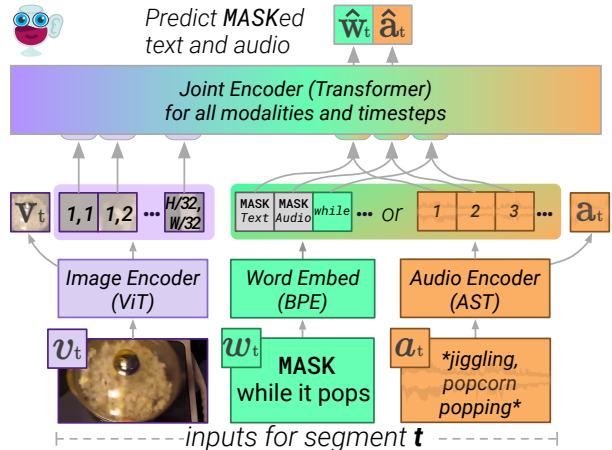 Predict MASKed
text and audio
ŵt ât
Joint Encoder (Transformer)
for all modalities and timesteps
vt
1,1 1,2 ••• H/32,
W/32
MASK
Text
MASK
Audio
while ••• or
1 2 3 •••
at
Image Encoder
(ViT)
Word Embed
(BPE)
Audio Encoder
(AST)
vt
wt
MASK
while it pops
at
*jiggling,
popcorn
popping*
inputs for segment t